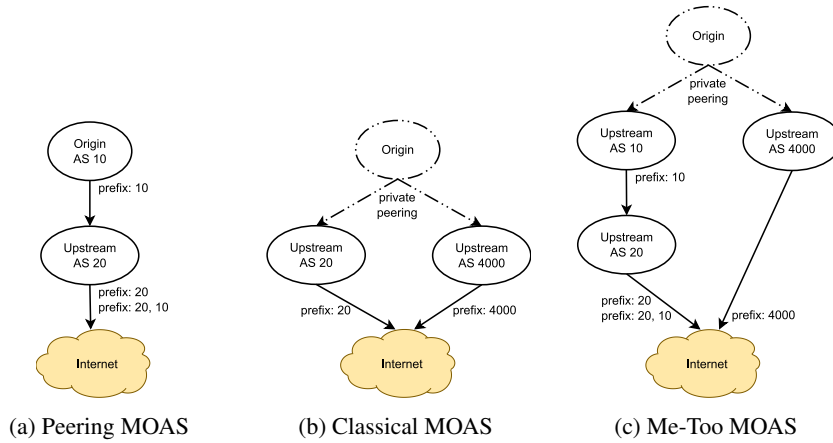 Origin
AS 10
prefix: 10
Upstream
AS 20
prefix: 20
prefix: 20, 10
Internet
(a) Peering MOAS
Origin
private
peering
Upstream
AS 20
Upstream
AS 4000
prefix: 20
prefix: 4000
Internet
(b) Classical MOAS
Origin
private
peering
Upstream
AS 10
Upstream
AS 4000
prefix: 10
Upstream
AS 20
prefix: 20
prefix: 20, 10
prefix: 4000
Internet
(c) Me-Too MOAS